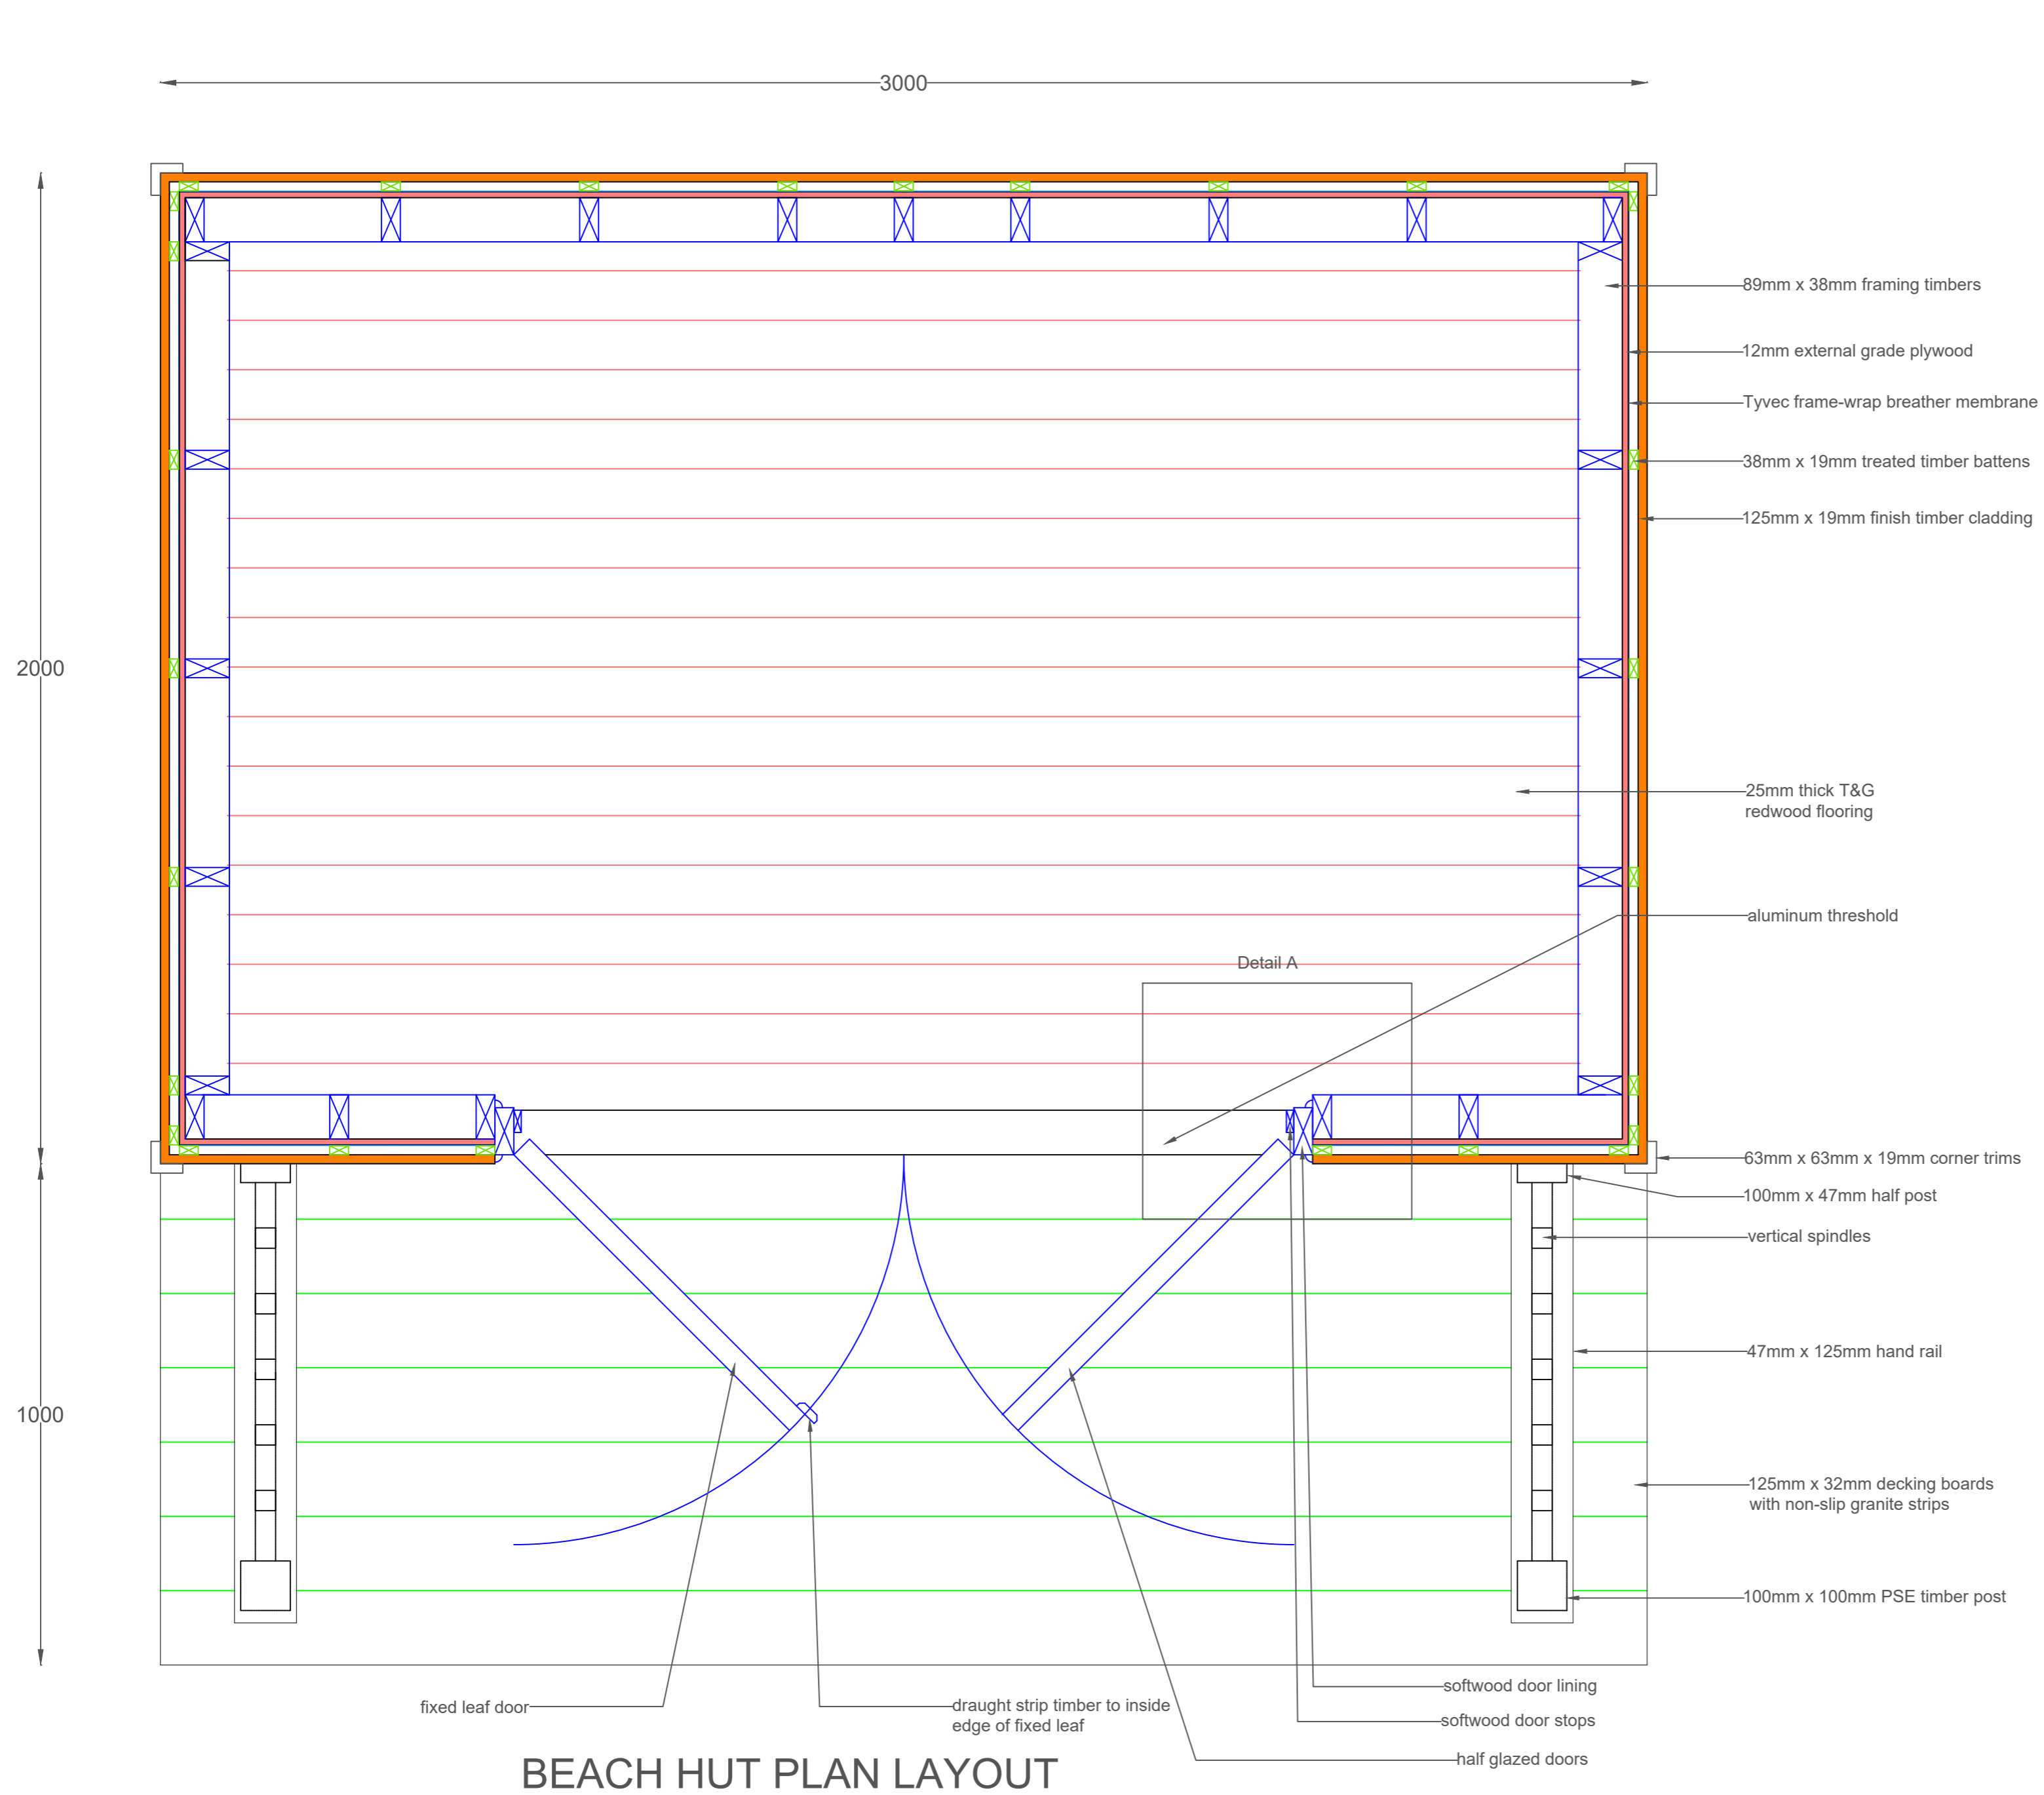 3000
89mm x 38mm framing timbers
12mm external grade plywood
Tyvec frame-wrap breather membrane
38mm x 19mm treated timber battens
125mm x 19mm finish timber cladding
2000
25mm thick T&G
redwood flooring
aluminum threshold
Detail A
63mm x 63mm x 19mm corner trims
100mm x 47mm half post
vertical spindles
47mm x 125mm hand rail
1000
125mm x 32mm decking boards
with non-slip granite strips
100mm x 100mm PSE timber post
softwood door lining
fixed leaf door
draught strip timber to inside
edge of fixed leaf
softwood door stops
half glazed doors
BEACH HUT PLAN LAYOUT